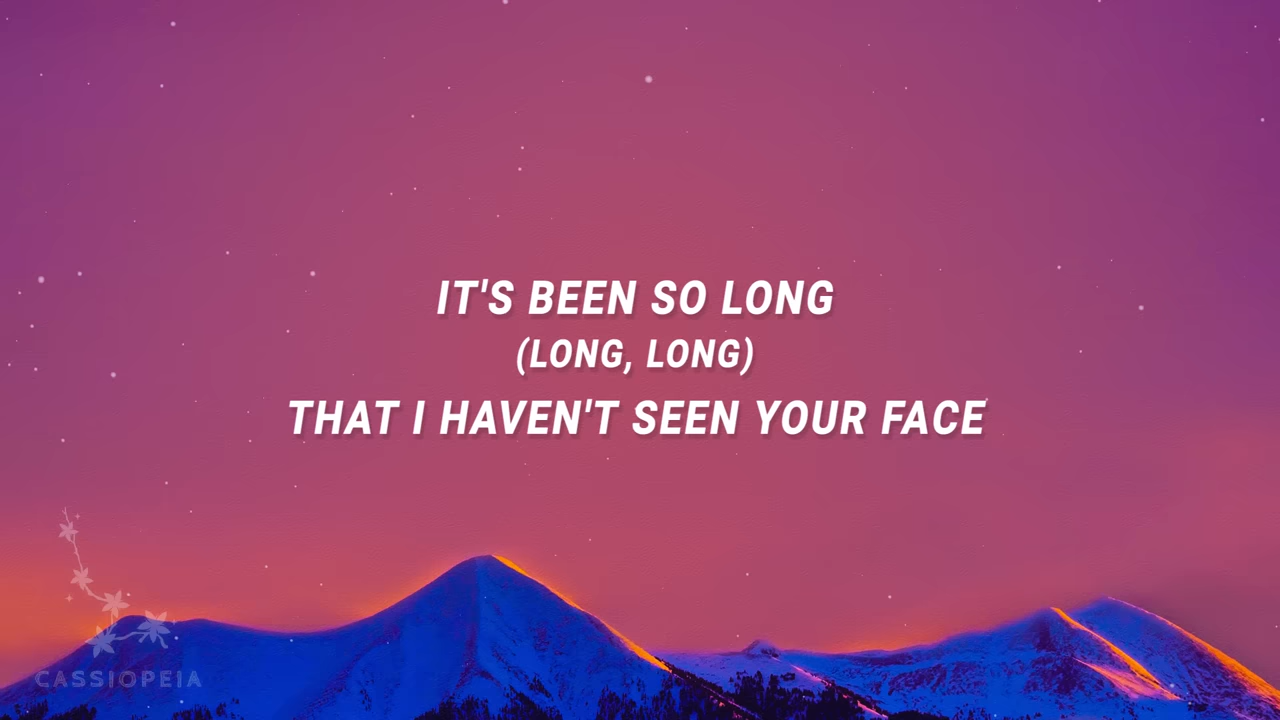 IT'S BEEN SO LONG
(LONG, LONG)
THAT I HAVEN'T SEEN YOUR FACE
CASSIOPEIA